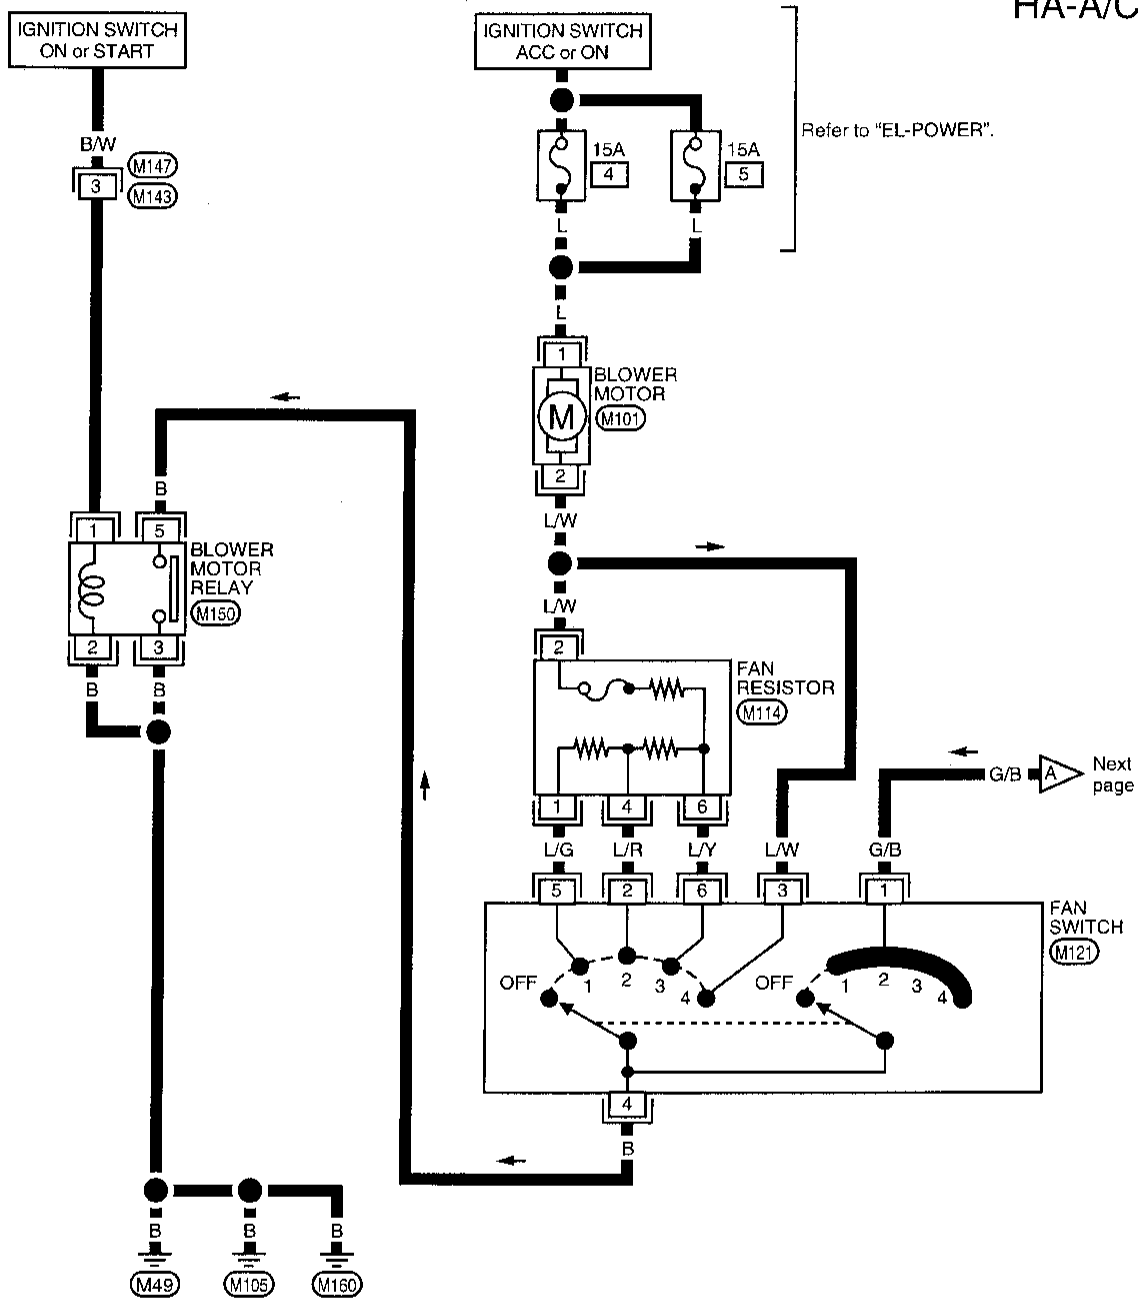 HA-A/C
IGNITION SWITCH
ON or START
IGNITION SWITCH
ACC or ON
Refer to "EL-POWER".
B/W
3
M147
M143
15A
4
15A
5
L
L
L
1
BLOWER
MOTOR
M101
M
2
L/W
B
1
5
BLOWER
MOTOR
RELAY
M150
2
3
B
B
L/W
2
FAN
RESISTOR
M114
1
4
6
G/B
A
Next
page
L/G
L/R
L/Y
L/W
G/B
5
2
6
3
1
FAN
SWITCH
M121
OFF
1
2
3
4
OFF
1
2
3
4
4
B
B
B
B
M49
M105
M160